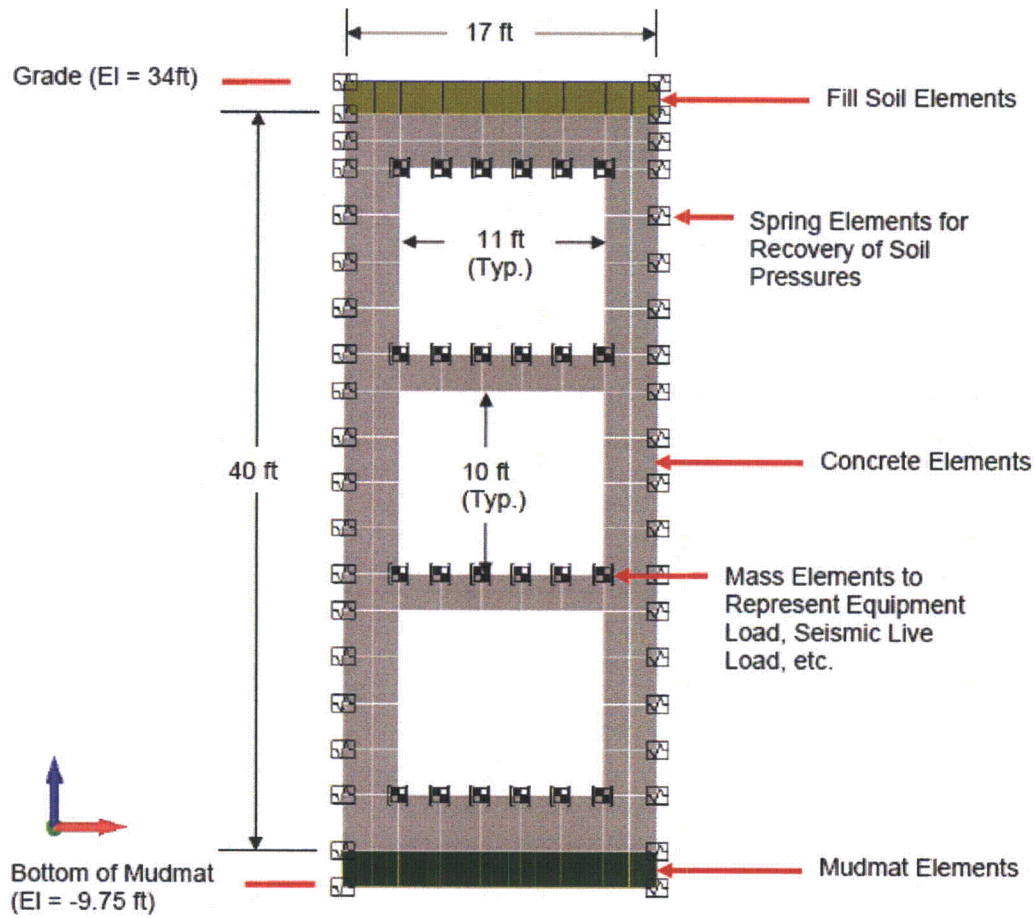 17 ft
Grade (El = 34ft)
Fill Soil Elements
11 ft
(Typ.)
Spring Elements for
Recovery of Soil
Pressures
40 ft
10 ft
(Typ.)
Concrete Elements
Mass Elements to
Represent Equipment
Load, Seismic Live
Load, etc.
Bottom of Mudmat
(El = -9.75 ft)
Mudmat Elements